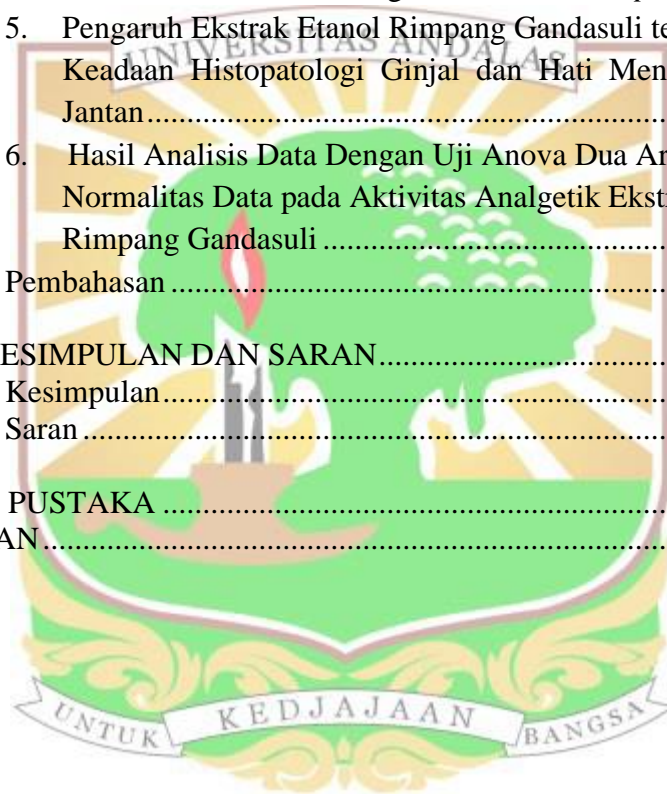 5. Pengaruh Ekstrak Etanol Rimpang Gandasuli te
UNIVERSITAS ANDALAS
Keadaan Histopatologi Ginjal dan Hati Men
Jantan
6. Hasil Analisis Data Dengan Uji Anova Dua Ar
Normalitas Data pada Aktivitas Analgetik Ekst
Rimpang Gandasuli
Pembahasan
ESIMPULAN DAN SARAN
Kesimpulan
Saran
PUSTAKA
AN
UNTUK KEDJAJAAN BANGSA